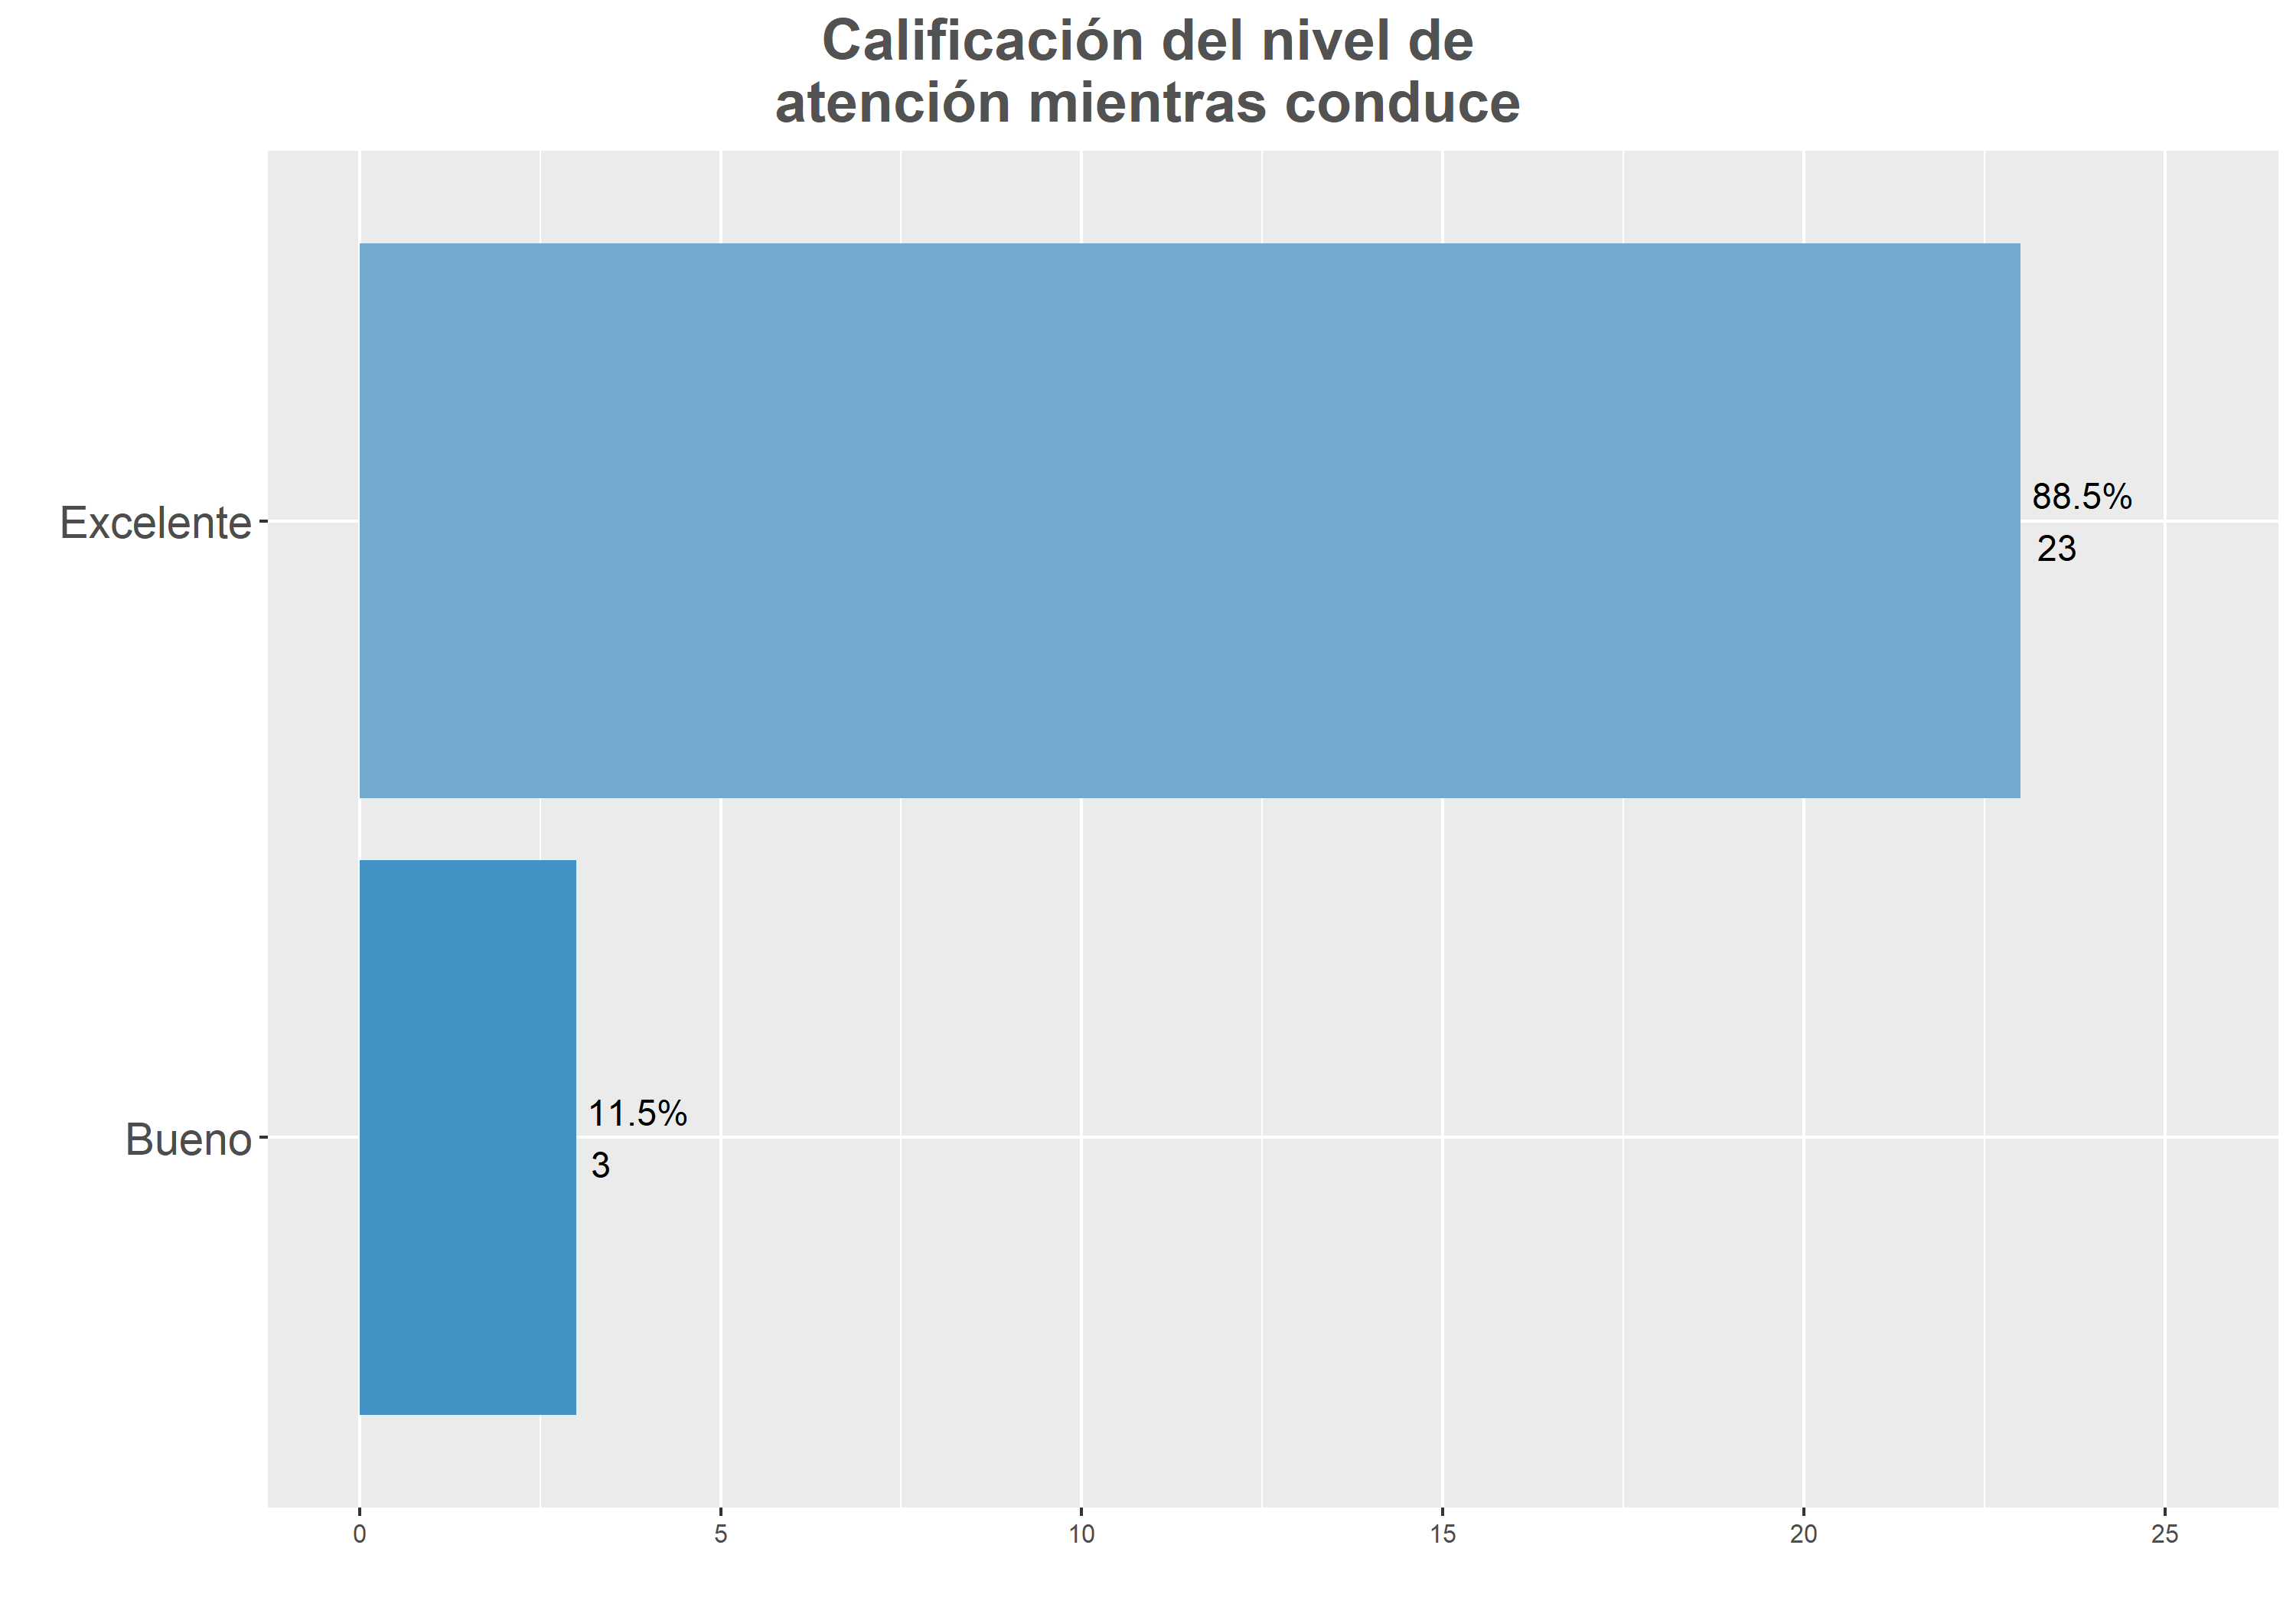 Calificación del nivel de
atención mientras conduce
Excelente
88.5%
23
Bueno
11.5%
3
0 5 10 15 20 25